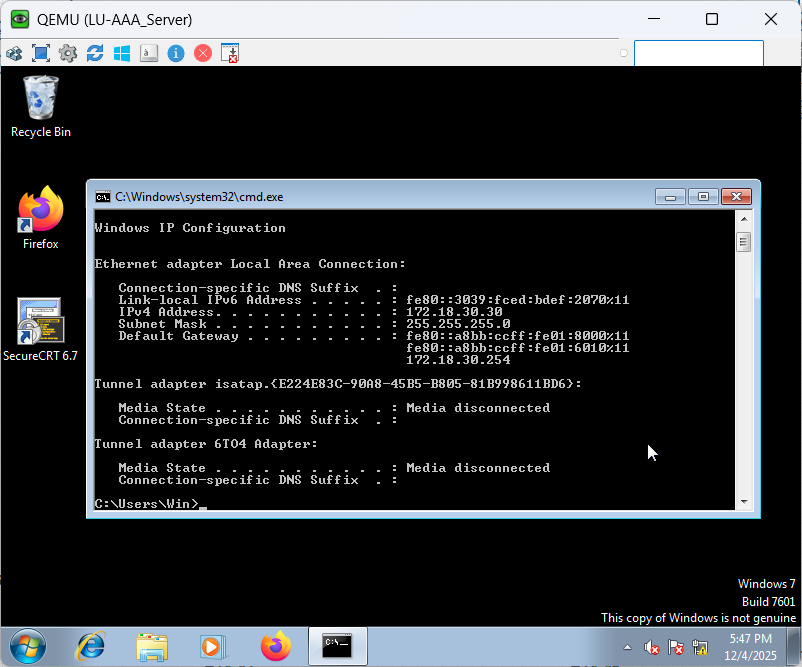 QEMU (LU-AAA_Server)
Recycle Bin
Firefox
SecureCRT 6.7
C:\Windows\system32\cmd.exe
Windows IP Configuration
Ethernet adapter Local Area Connection:
Connection-specific DNS Suffix  . :
Link-local IPv6 Address . . . . . : fe80::3039:fced:bdef:2070%11
IPv4 Address. . . . . . . . . . . : 172.18.30.30
Subnet Mask . . . . . . . . . . . : 255.255.255.0
Default Gateway . . . . . . . . . : fe80::a8bb:ccff:fe01:8000%11
fe80::a8bb:ccff:fe01:6010%11
172.18.30.254
Tunnel adapter isatap.{E224E83C-90A8-45B5-B805-81B998611BD6}:
Media State . . . . . . . . . . . : Media disconnected
Connection-specific DNS Suffix  . :
Tunnel adapter 6TO4 Adapter:
Media State . . . . . . . . . . . : Media disconnected
Connection-specific DNS Suffix  . :
C:\Users\Win>_
Windows 7
Build 7601
This copy of Windows is not genuine
5:47 PM
12/4/2025